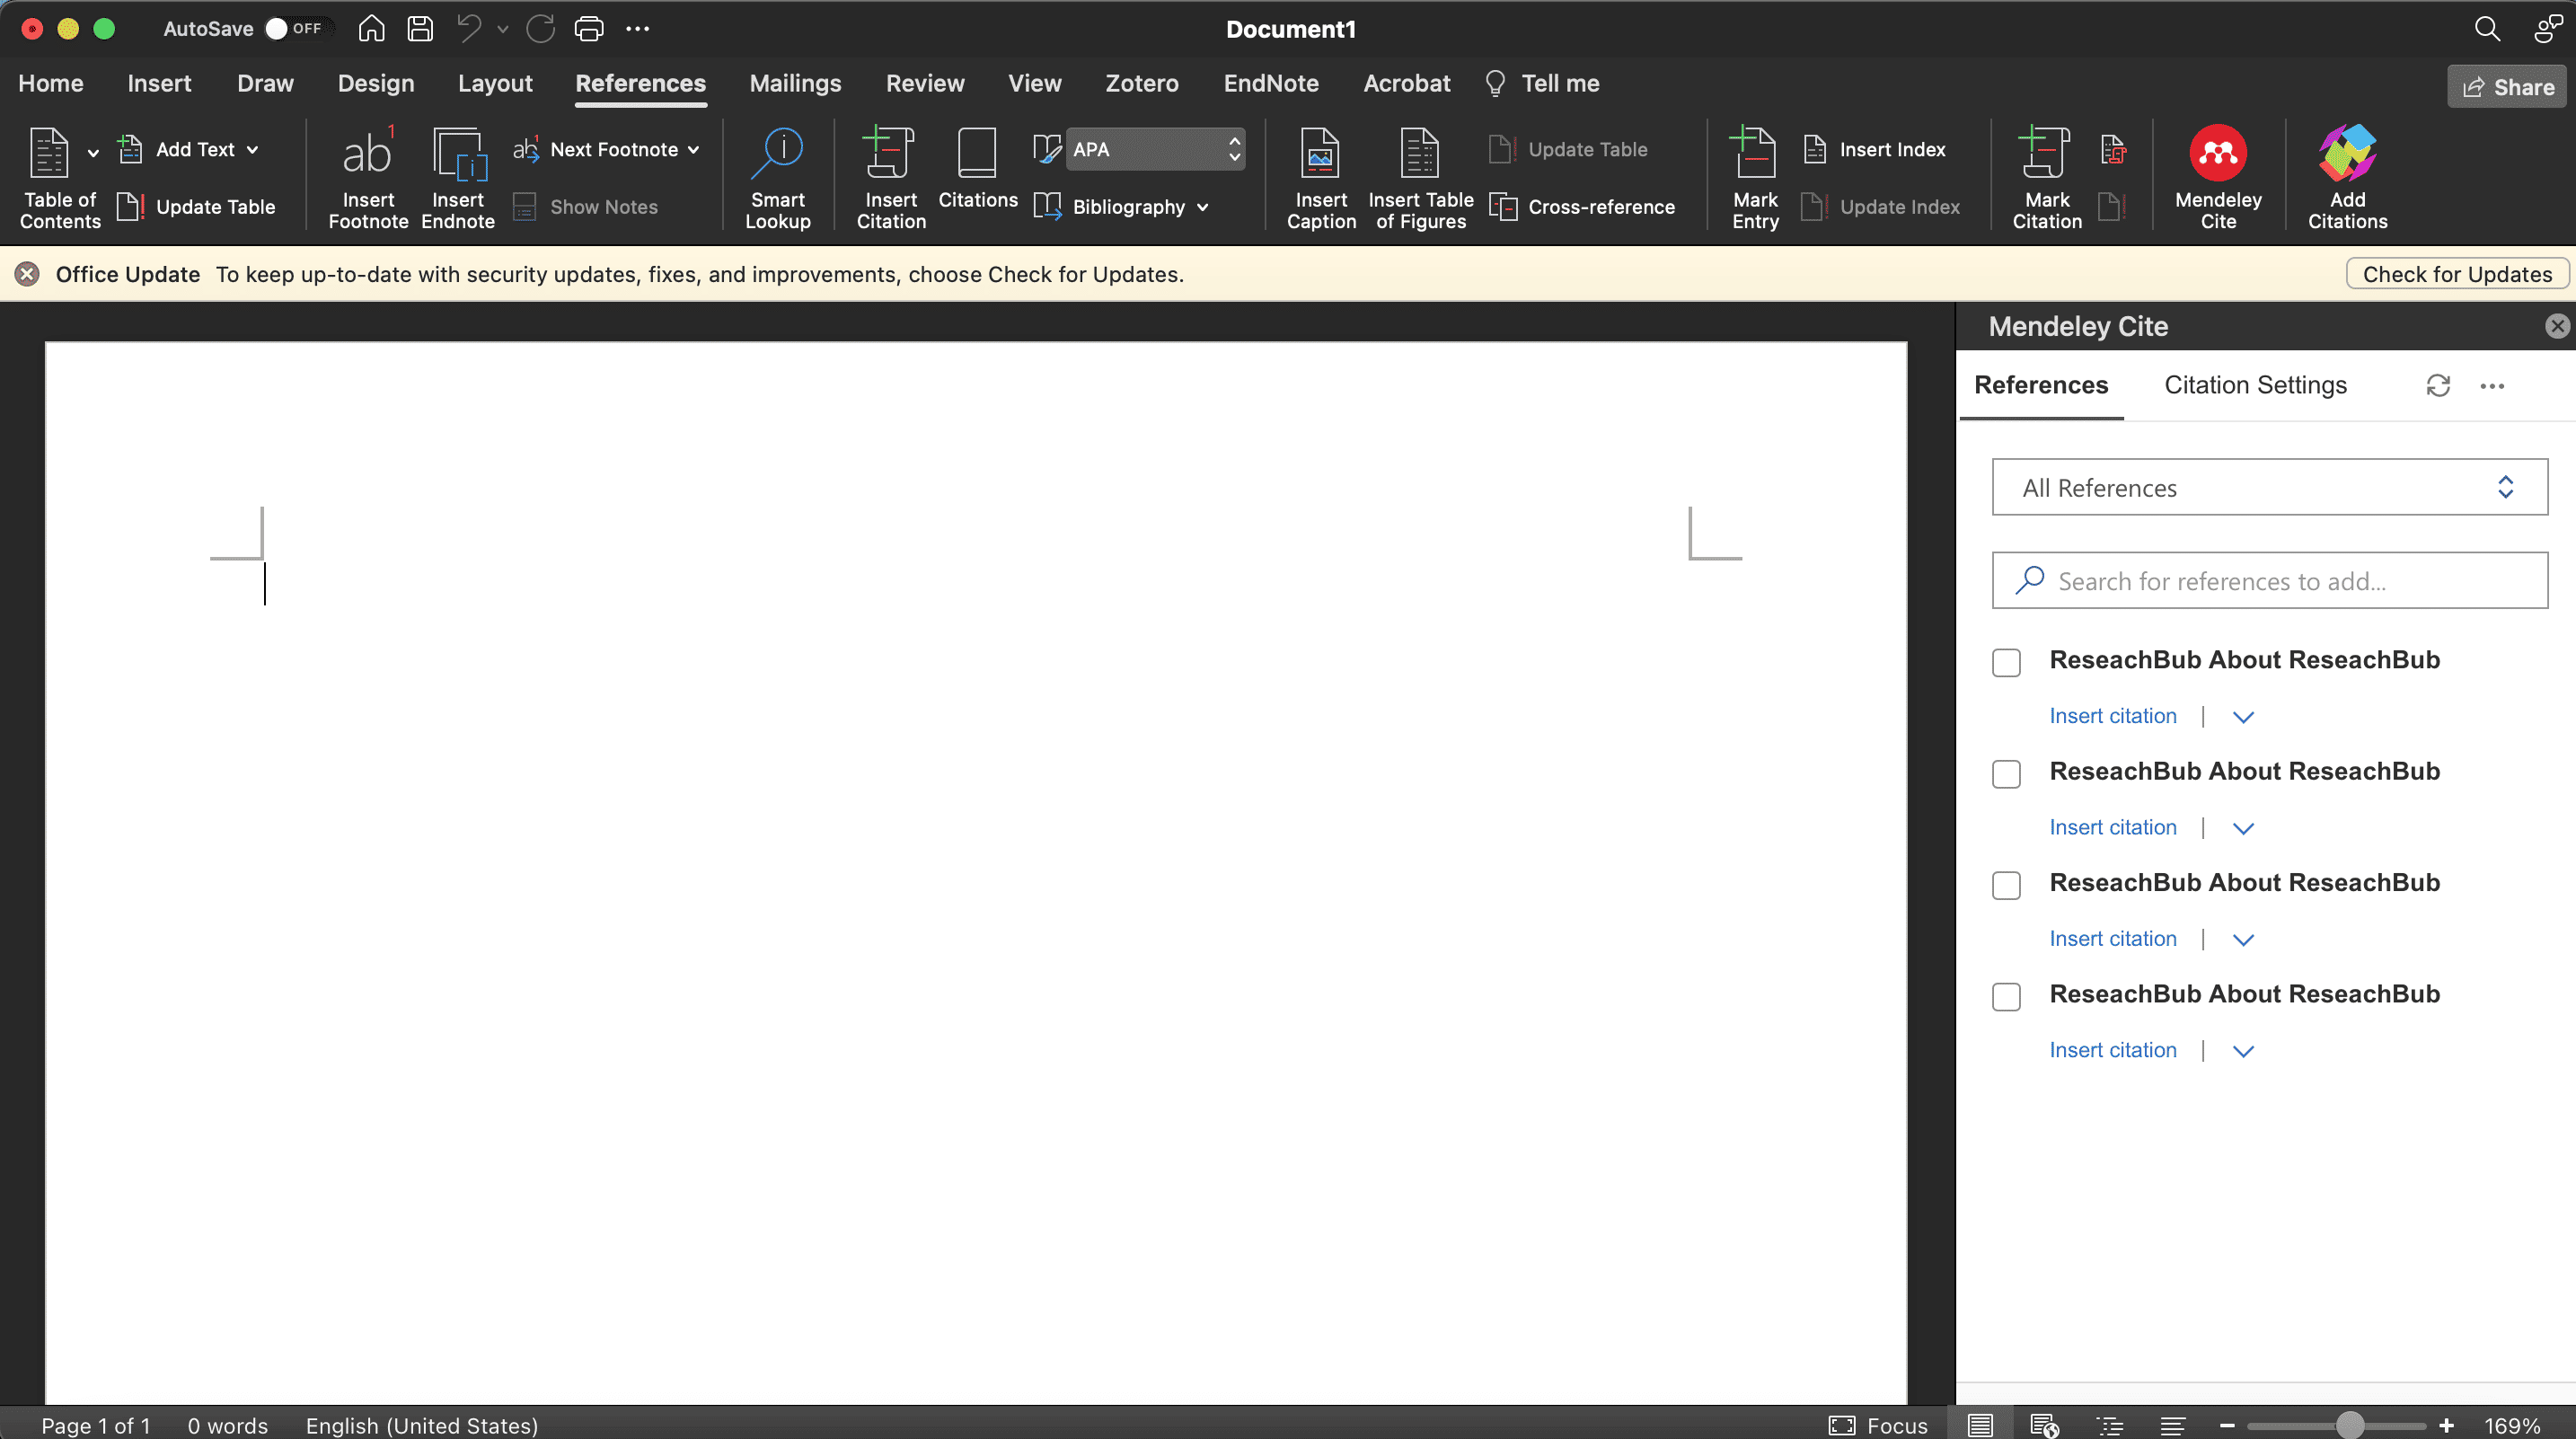 AutoSave OFF Document1
Home Insert Draw Design Layout References Mailings Review View Zotero EndNote Acrobat Tell me Share
Table of Contents
Add Text
Update Table
ab1
Insert Footnote
[i]
Insert Endnote
ab1 Next Footnote
Show Notes
i
Smart Lookup
Insert Citation
Citations
APA
Bibliography
Insert Caption
Insert Table of Figures
Update Table
Cross-reference
Mark Entry
Insert Index
Update Index
Mark Citation
Mendeley Cite
Add Citations
Office Update To keep up-to-date with security updates, fixes, and improvements, choose Check for Updates. Check for Updates
Mendeley Cite
References Citation Settings
All References
Search for references to add...
ReseachBub About ReseachBub
Insert citation |
ReseachBub About ReseachBub
Insert citation |
ReseachBub About ReseachBub
Insert citation |
ReseachBub About ReseachBub
Insert citation |
Page 1 of 1 0 words English (United States) Focus 169%